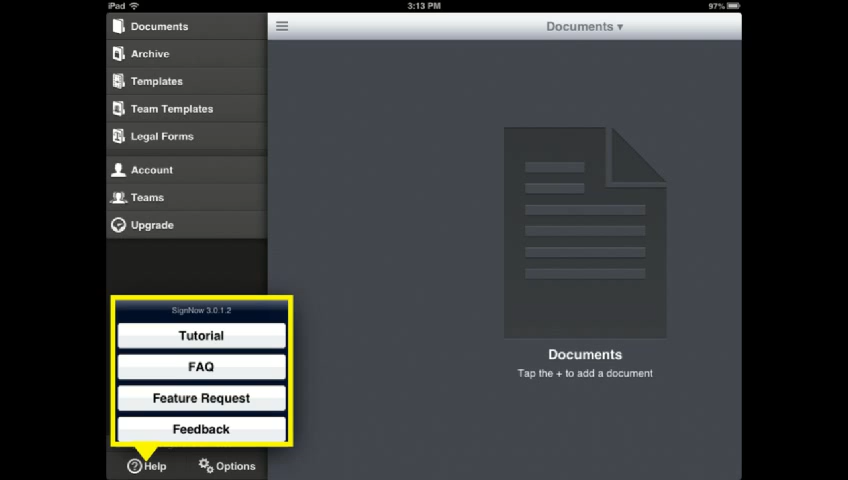 iPad 3:13 PM 97%
Documents
Archive
Templates
Team Templates
Legal Forms
Account
Teams
Upgrade
SignNow 3.0.1.2
Tutorial
FAQ
Feature Request
Feedback
? Help
Options
Documents ▾
Documents
Tap the + to add a document